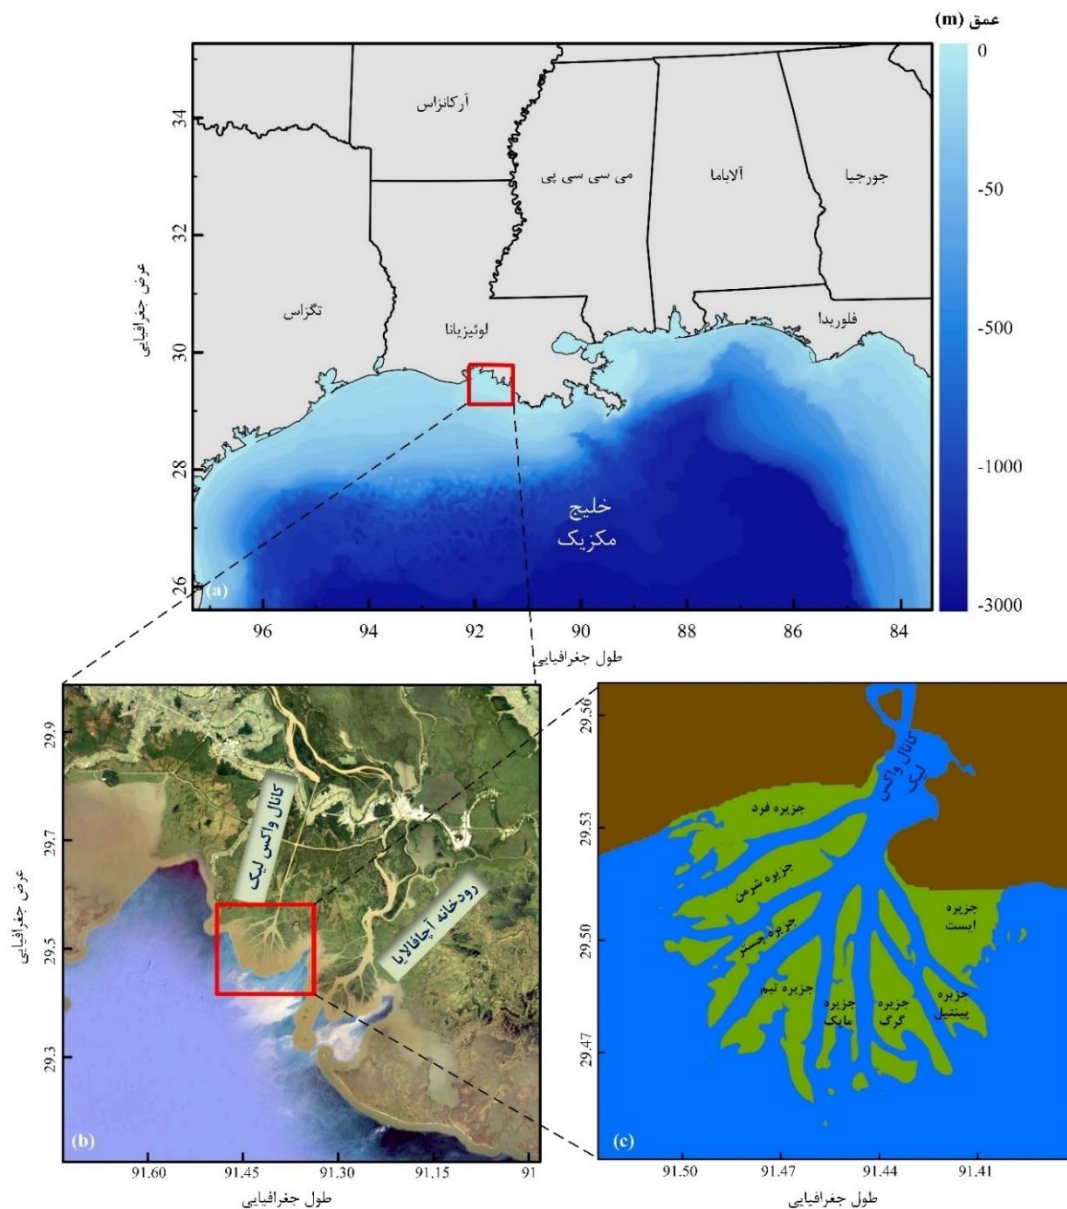 عمق (m)
0
-50
-500
-1000
-3000
آرکانزاس
می سی سی پی
آلاباما
جورجیا
تگزاس
لوئیزیانا
فلوریدا
خلیج
مکزیک
(a)
34
32
30
28
26
عرض جغرافیایی
96
94
92
90
88
86
84
طول جغرافیایی
کانال واکس لیک
رودخانه آچافالایا
(b)
29.9
29.7
29.5
29.3
عرض جغرافیایی
91.60
91.45
91.30
91.15
91
طول جغرافیایی
کانال واکس
لیک
جزیره فرد
جزیره شرمن
جزیره چستر
جزیره تیم
جزیره
مایک
جزیره
گرگ
جزیره
پینتیل
جزیره
ایست
(c)
29.56
29.53
29.50
29.47
91.50
91.47
91.44
91.41
طول جغرافیایی